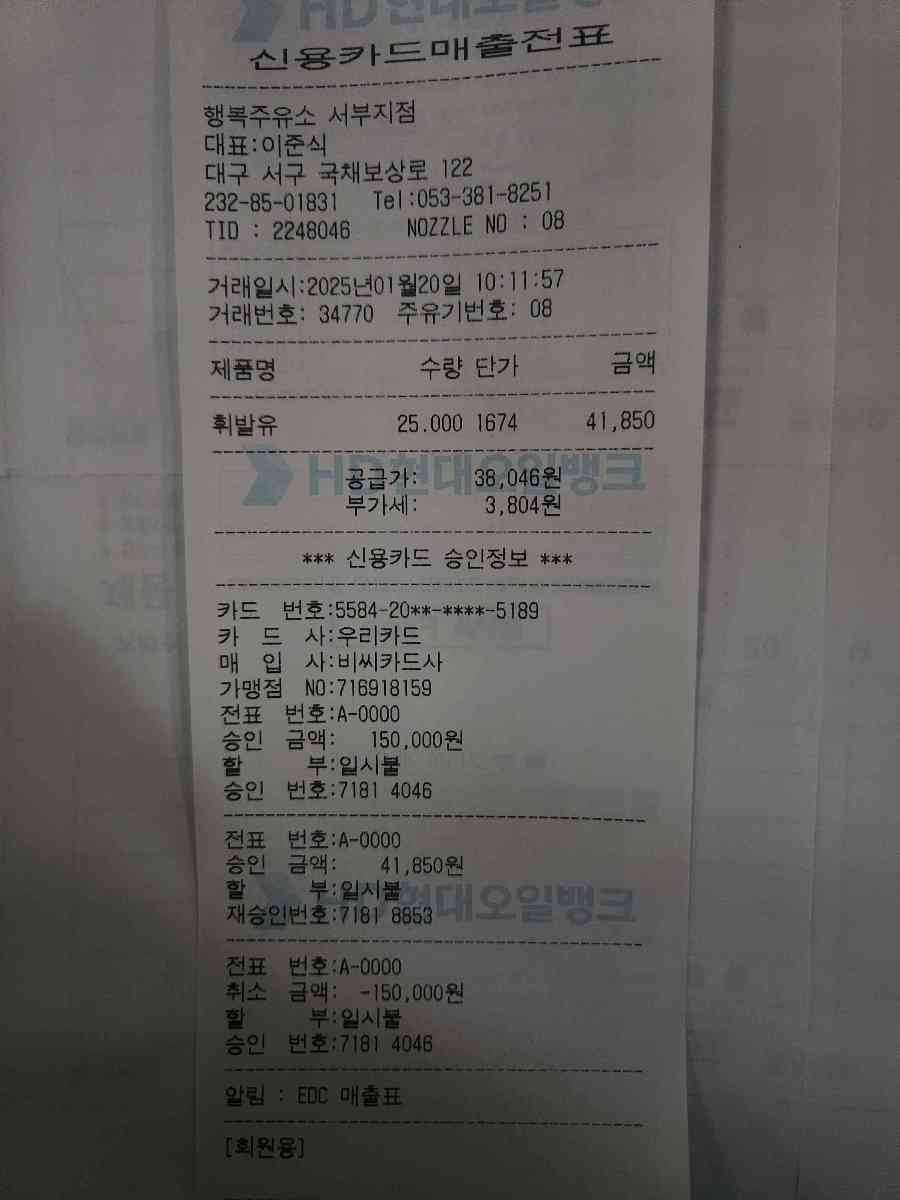 HD현대오일뱅
신용카드매출전표
행복주유소 서부지점
대표:이준식
대구 서구 국채보상로 122
232-85-01831 Tel:053-381-8251
TID : 2248046 NOZZLE NO : 08
거래일시:2025년01월20일 10:11:57
거래번호: 34770 주유기번호: 08
제품명 수량 단가 금액
휘발유 25.000 1674 41,850
HD현대오일뱅크
공급가: 38,046원
부가세: 3,804원
*** 신용카드 승인정보 ***
카드 번호:5584-20**-****-5189
카 드 사:우리카드
매 입 사:비씨카드사
가맹점 NO:716918159
전표 번호:A-0000
승인 금액: 150,000원
할 부:일시불
승인 번호:7181 4046
전표 번호:A-0000
승인 금액: 41,850원
할 부:일시불
HD현대오일뱅크
재승인번호:7181 8853
전표 번호:A-0000
취소 금액: -150,000원
할 부:일시불
승인 번호:7181 4046
알림 : EDC 매출표
[회원용]